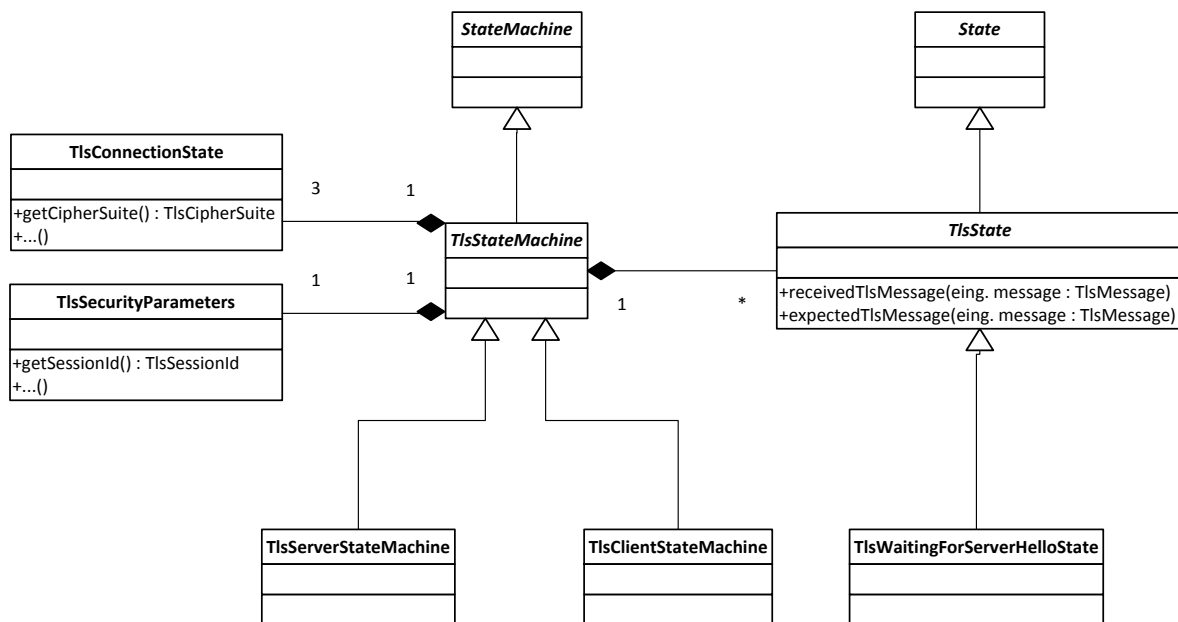 StateMachine
State
TlsConnectionState
+getCipherSuite() : TlsCipherSuite
+...()
3
1
TlsStateMachine
TlsState
+receivedTlsMessage(eing. message : TlsMessage)
+expectedTlsMessage(eing. message : TlsMessage)
1
*
TlsSecurityParameters
+getSessionId() : TlsSessionId
+...()
1
1
TlsServerStateMachine
TlsClientStateMachine
TlsWaitingForServerHelloState